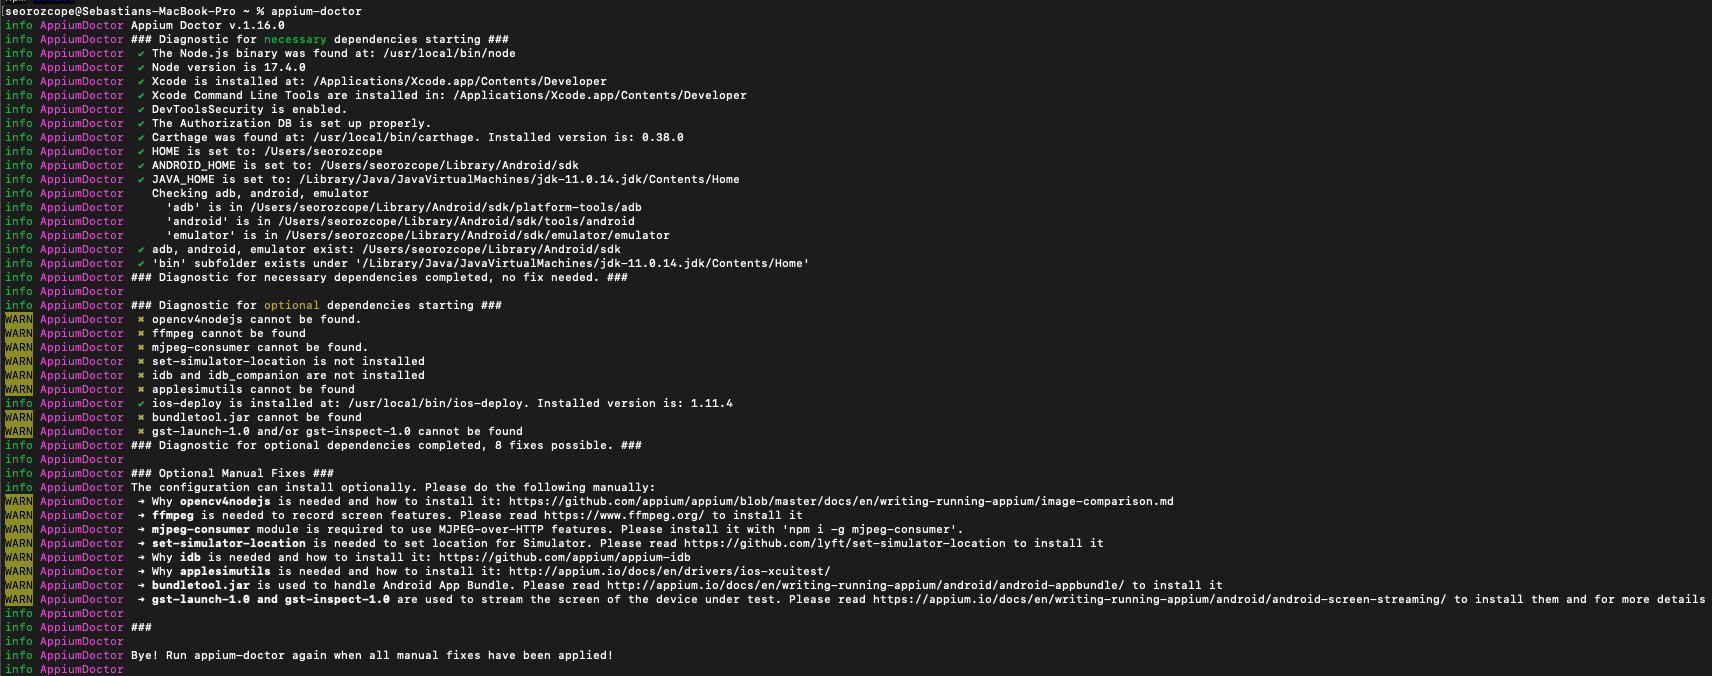 seorozcope@Sebastians-MacBook-Pro ~ % appium-doctor
info AppiumDoctor Appium Doctor v.1.16.0
info AppiumDoctor ### Diagnostic for necessary dependencies starting ###
info AppiumDoctor  ✔ The Node.js binary was found at: /usr/local/bin/node
info AppiumDoctor  ✔ Node version is 17.4.0
info AppiumDoctor  ✔ Xcode is installed at: /Applications/Xcode.app/Contents/Developer
info AppiumDoctor  ✔ Xcode Command Line Tools are installed in: /Applications/Xcode.app/Contents/Developer
info AppiumDoctor  ✔ DevToolsSecurity is enabled.
info AppiumDoctor  ✔ The Authorization DB is set up properly.
info AppiumDoctor  ✔ Carthage was found at: /usr/local/bin/carthage. Installed version is: 0.38.0
info AppiumDoctor  ✔ HOME is set to: /Users/seorozcope
info AppiumDoctor  ✔ ANDROID_HOME is set to: /Users/seorozcope/Library/Android/sdk
info AppiumDoctor  ✔ JAVA_HOME is set to: /Library/Java/JavaVirtualMachines/jdk-11.0.14.jdk/Contents/Home
info AppiumDoctor    Checking adb, android, emulator
info AppiumDoctor      'adb' is in /Users/seorozcope/Library/Android/sdk/platform-tools/adb
info AppiumDoctor      'android' is in /Users/seorozcope/Library/Android/sdk/tools/android
info AppiumDoctor      'emulator' is in /Users/seorozcope/Library/Android/sdk/emulator/emulator
info AppiumDoctor  ✔ adb, android, emulator exist: /Users/seorozcope/Library/Android/sdk
info AppiumDoctor  ✔ 'bin' subfolder exists under '/Library/Java/JavaVirtualMachines/jdk-11.0.14.jdk/Contents/Home'
info AppiumDoctor ### Diagnostic for necessary dependencies completed, no fix needed. ###
info AppiumDoctor
info AppiumDoctor ### Diagnostic for optional dependencies starting ###
WARN AppiumDoctor  ✖ opencv4nodejs cannot be found.
WARN AppiumDoctor  ✖ ffmpeg cannot be found
WARN AppiumDoctor  ✖ mjpeg-consumer cannot be found.
WARN AppiumDoctor  ✖ set-simulator-location is not installed
WARN AppiumDoctor  ✖ idb and idb_companion are not installed
WARN AppiumDoctor  ✖ applesimutils cannot be found
info AppiumDoctor  ✔ ios-deploy is installed at: /usr/local/bin/ios-deploy. Installed version is: 1.11.4
WARN AppiumDoctor  ✖ bundletool.jar cannot be found
WARN AppiumDoctor  ✖ gst-launch-1.0 and/or gst-inspect-1.0 cannot be found
info AppiumDoctor ### Diagnostic for optional dependencies completed, 8 fixes possible. ###
info AppiumDoctor
info AppiumDoctor ### Optional Manual Fixes ###
info AppiumDoctor The configuration can install optionally. Please do the following manually:
WARN AppiumDoctor  ➜ Why opencv4nodejs is needed and how to install it: https://github.com/appium/appium/blob/master/docs/en/writing-running-appium/image-comparison.md
WARN AppiumDoctor  ➜ ffmpeg is needed to record screen features. Please read https://www.ffmpeg.org/ to install it
WARN AppiumDoctor  ➜ mjpeg-consumer module is required to use MJPEG-over-HTTP features. Please install it with 'npm i -g mjpeg-consumer'.
WARN AppiumDoctor  ➜ set-simulator-location is needed to set location for Simulator. Please read https://github.com/lyft/set-simulator-location to install it
WARN AppiumDoctor  ➜ Why idb is needed and how to install it: https://github.com/appium/appium-idb
WARN AppiumDoctor  ➜ Why applesimutils is needed and how to install it: http://appium.io/docs/en/drivers/ios-xcuitest/
WARN AppiumDoctor  ➜ bundletool.jar is used to handle Android App Bundle. Please read http://appium.io/docs/en/writing-running-appium/android/android-appbundle/ to install it
WARN AppiumDoctor  ➜ gst-launch-1.0 and gst-inspect-1.0 are used to stream the screen of the device under test. Please read https://appium.io/docs/en/writing-running-appium/android/android-screen-streaming/ to install them and for more details
info AppiumDoctor
info AppiumDoctor ###
info AppiumDoctor
info AppiumDoctor Bye! Run appium-doctor again when all manual fixes have been applied!
info AppiumDoctor